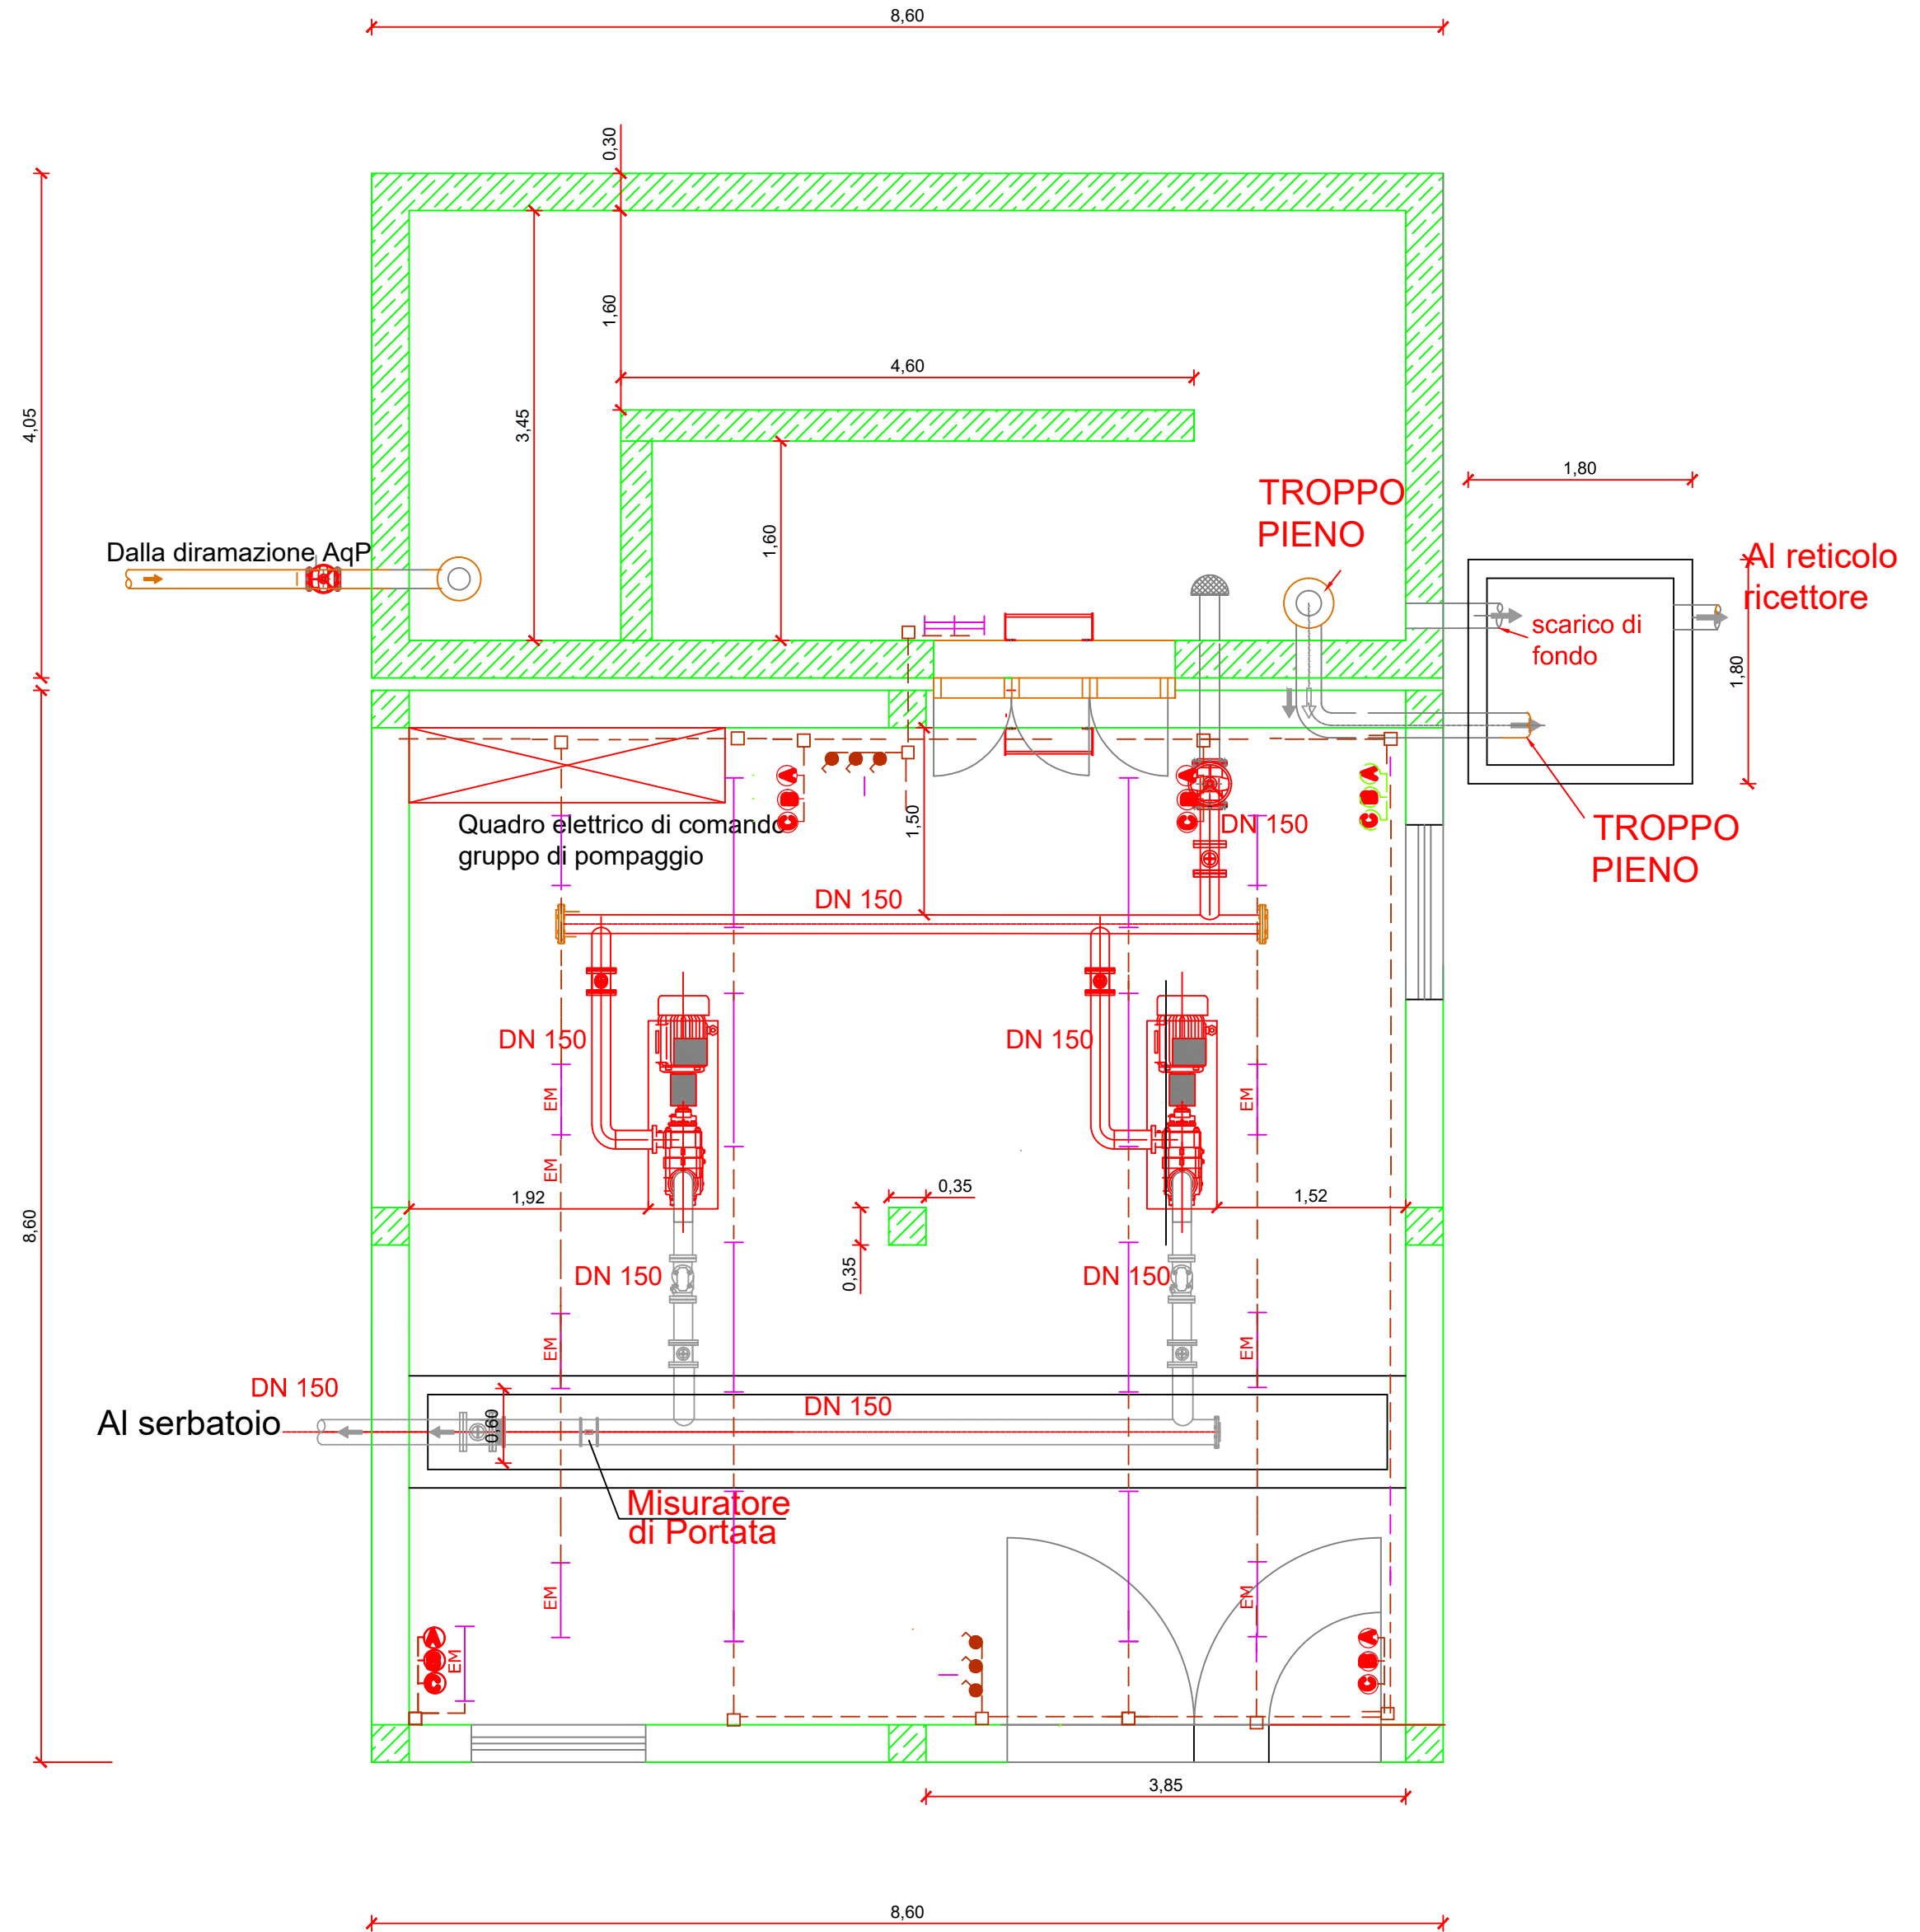 8,60
0,30
1,60
4,60
3,45
4,05
1,60
1,80
TROPPO
PIENO
Dalla diramazione AqP
Al reticolo
ricettore
scarico di
fondo
1,80
A
B
C
A
B
C
A
B
C
Quadro elettrico di comando
gruppo di pompaggio
1,50
DN 150
TROPPO
PIENO
DN 150
DN 150
DN 150
EM
EM
EM
1,92
0,35
1,52
8,60
0,35
DN 150
DN 150
EM
EM
DN 150
DN 150
Al serbatoio
0,60
Misuratore
di Portata
EM
EM
A
B
C
EM
A
B
C
3,85
8,60